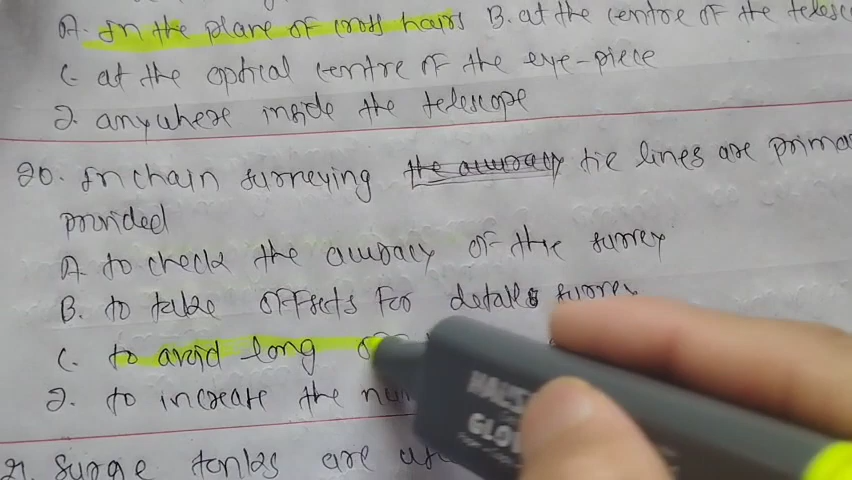 A. In the plane of cross hairs B. at the centre of the
C. at the optical centre of the eye-piece
D. anywhere inside the telescope
20. In chain surveying the accuracy tie lines are
provided
A. to check the accuracy of the survey
B. to take offsets for details survey
C. to avoid long
D. to increase the
21. Surge tanks are